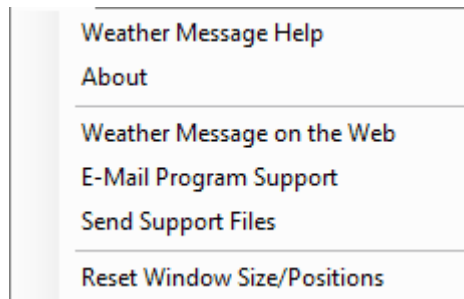 Weather Message Help
About
Weather Message on the Web
E-Mail Program Support
Send Support Files
Reset Window Size/Positions